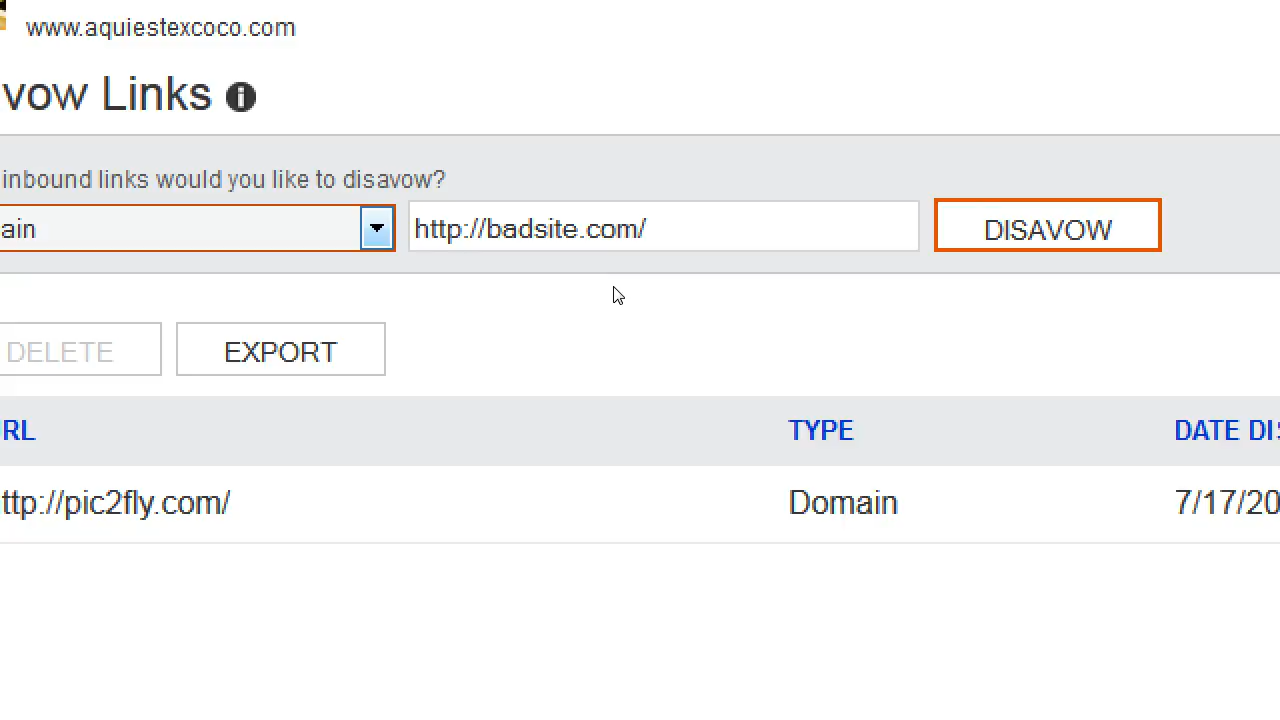 www.aquiestexcoco.com
vow Links
inbound links would you like to disavow?
ain http://badsite.com/ DISAVOW
DELETE EXPORT
RL TYPE DATE DIS
ttp://pic2fly.com/ Domain 7/17/20